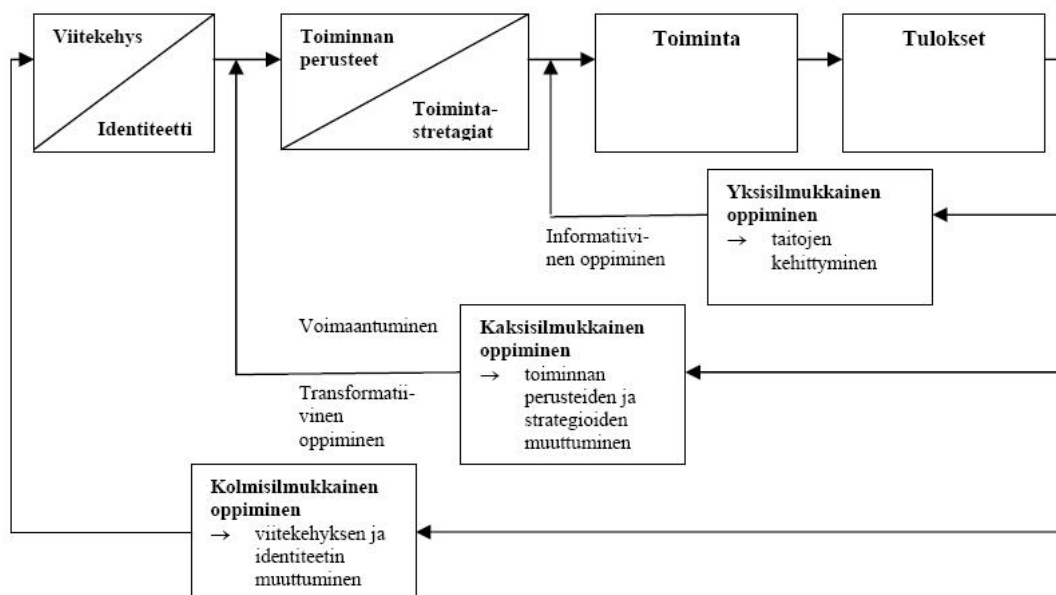 Viitekehys
Identiteetti
Toiminnan
perusteet
Toiminta-
stretagiat
Toiminta
Tulokset
Yksisilmukkainen
oppiminen
→ taitojen
kehittyminen
Informatiivi-
nen oppiminen
Voimaantuminen
Transformatii-
vinen
oppiminen
Kaksisilmukkainen
oppiminen
→ toiminnan
perusteiden ja
strategioiden
muuttuminen
Kolmisilmukkainen
oppiminen
→ viitekehyksen ja
identiteetin
muuttuminen